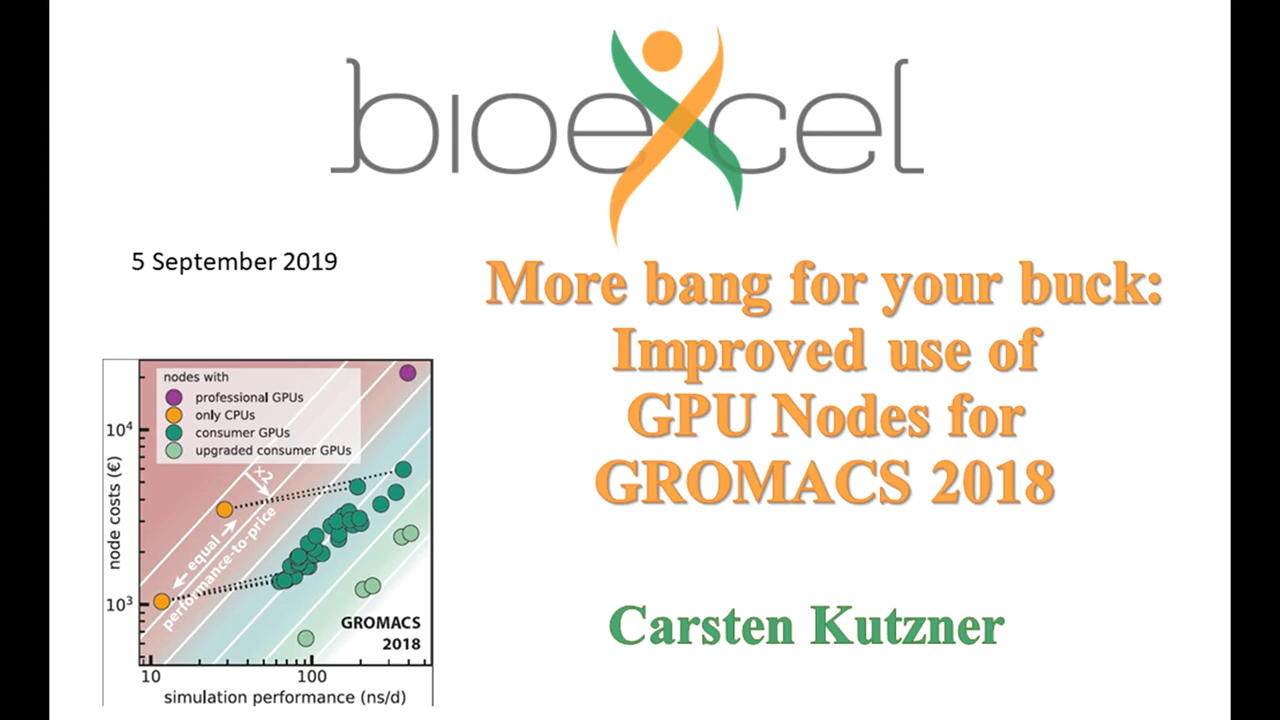 bioexcel
5 September 2019
More bang for your buck:
Improved use of
GPU Nodes for
GROMACS 2018
Carsten Kutzner
nodes with
professional GPUs
only CPUs
consumer GPUs
upgraded consumer GPUs
×2
equal
performance-to-price
GROMACS
2018
node costs (€)
10⁴
10³
10
100
simulation performance (ns/d)